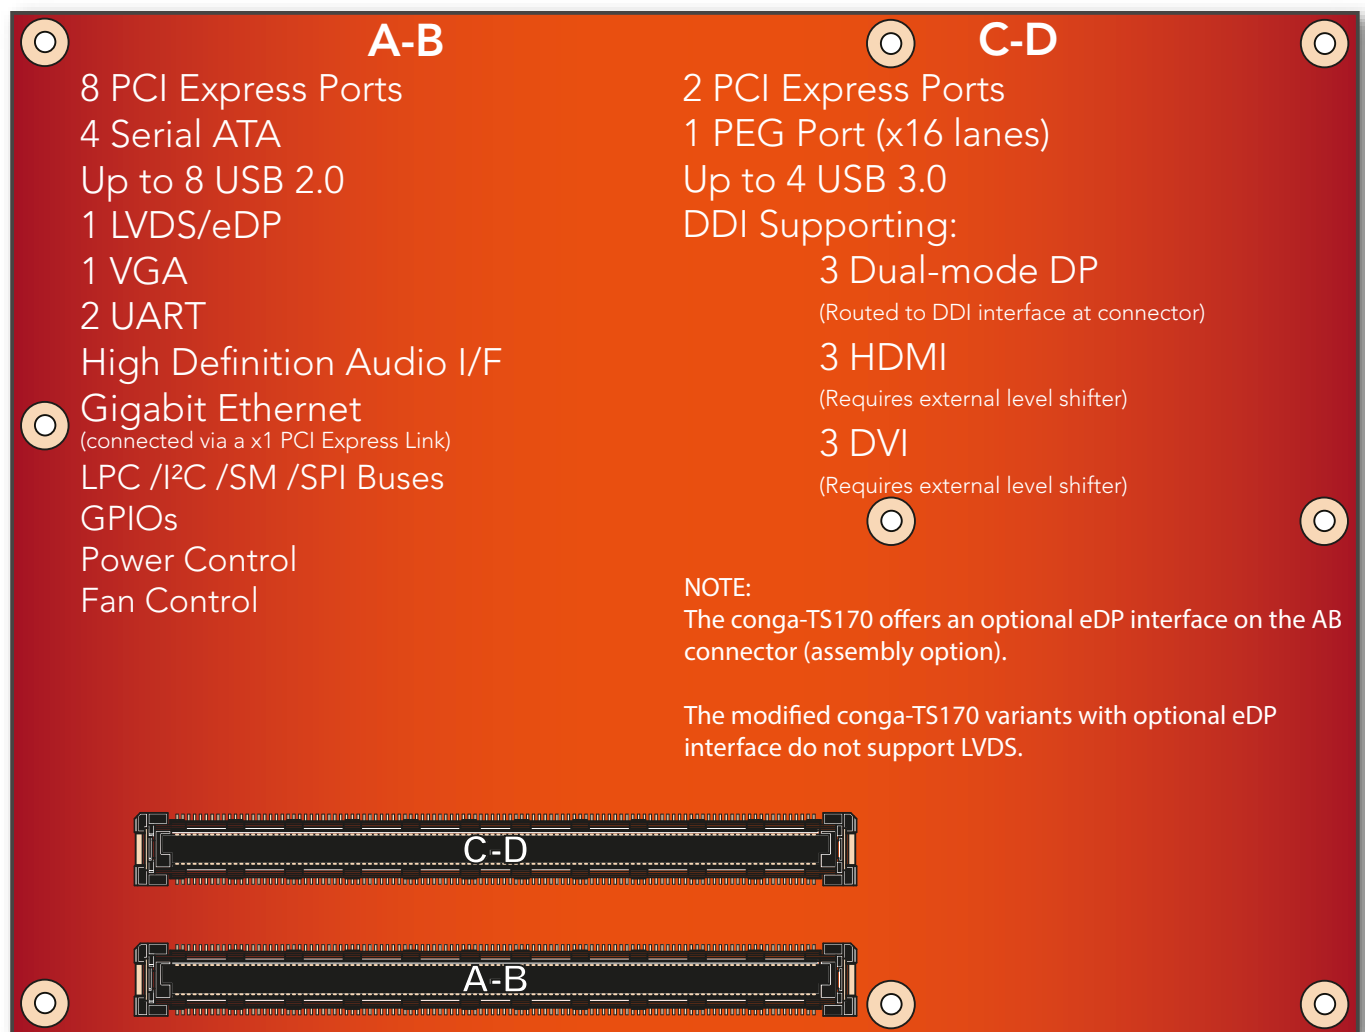 A-B
8 PCI Express Ports
4 Serial ATA
Up to 8 USB 2.0
1 LVDS/eDP
1 VGA
2 UART
High Definition Audio I/F
Gigabit Ethernet
(connected via a x1 PCI Express Link)
LPC /I²C /SM /SPI Buses
GPIOs
Power Control
Fan Control
C-D
2 PCI Express Ports
1 PEG Port (x16 lanes)
Up to 4 USB 3.0
DDI Supporting:
3 Dual-mode DP
(Routed to DDI interface at connector)
3 HDMI
(Requires external level shifter)
3 DVI
(Requires external level shifter)
NOTE:
The conga-TS170 offers an optional eDP interface on the AB
connector (assembly option).
The modified conga-TS170 variants with optional eDP
interface do not support LVDS.
C-D
A-B